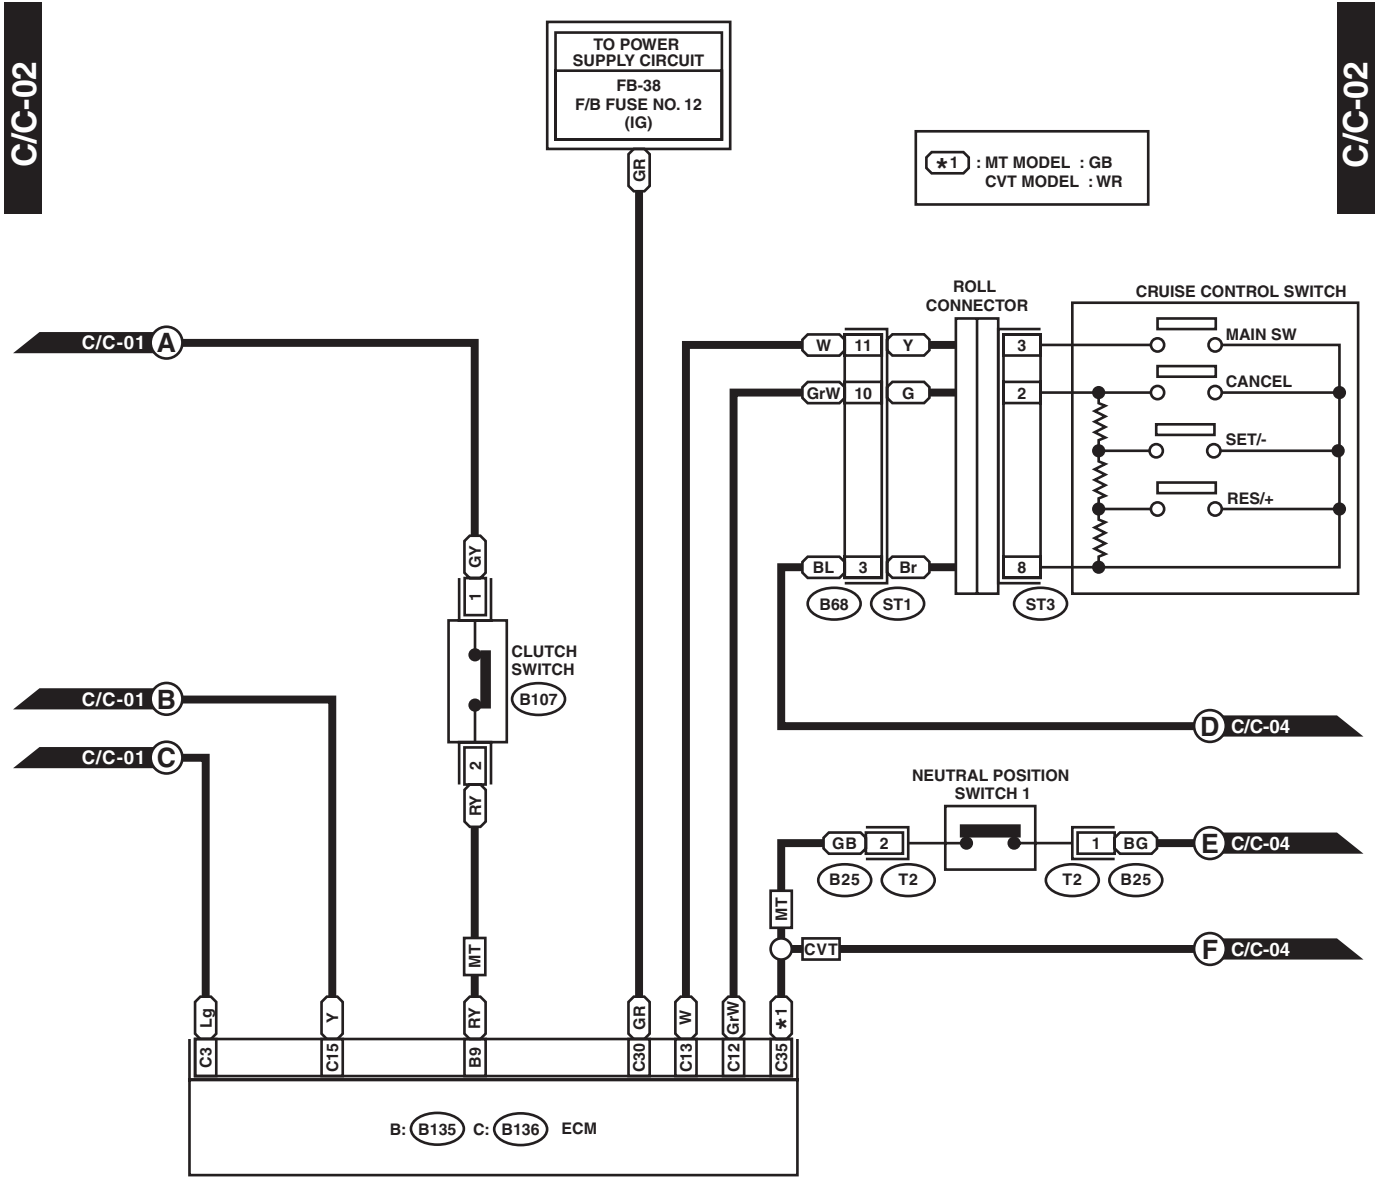 C/C-02
C/C-02
TO POWER
SUPPLY CIRCUIT
FB-38
F/B FUSE NO. 12
(IG)
GR
*1 : MT MODEL : GB
CVT MODEL : WR
ROLL
CONNECTOR
CRUISE CONTROL SWITCH
C/C-01 A
W 11 Y 3 MAIN SW
GrW 10 G 2 CANCEL
SET/-
RES/+
BL 3 Br 8
B68 ST1 ST3
GY
1
CLUTCH
SWITCH
B107
2
RY
C/C-01 B
C/C-01 C
D C/C-04
NEUTRAL POSITION
SWITCH 1
GB 2 1 BG E C/C-04
B25 T2 T2 B25
MT
MT
CVT F C/C-04
Lg Y RY GR W GrW *1
C3 C15 B9 C30 C13 C12 C35
B: B135 C: B136 ECM